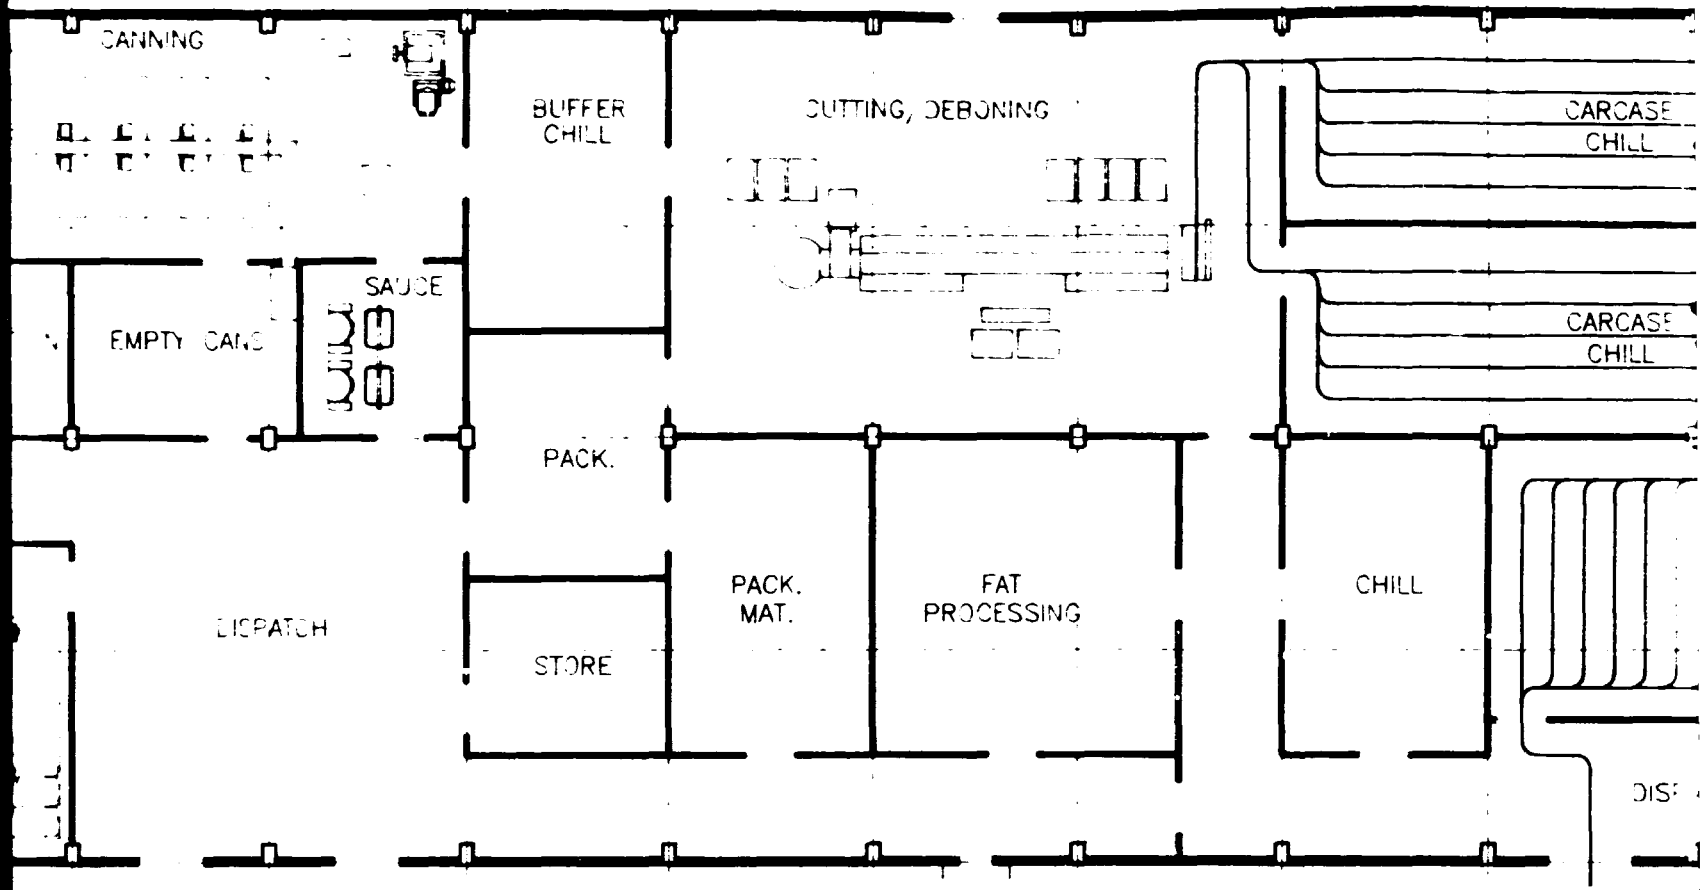 CANNING
BUFFER
CHILL
CUTTING, DEBONING
CARCASE
CHILL
SAUCE
EMPTY CANS
CARCASE
CHILL
PACK.
PACK.
MAT.
FAT
PROCESSING
CHILL
DISPATCH
STORE